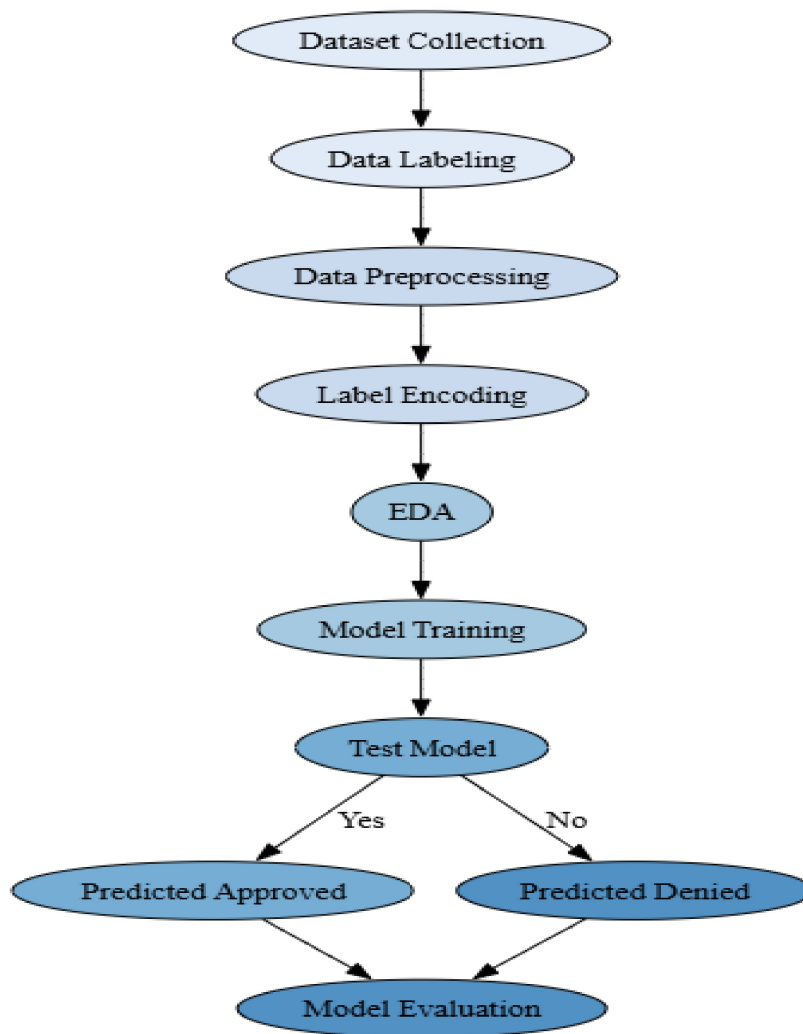 Dataset Collection
Data Labeling
Data Preprocessing
Label Encoding
EDA
Model Training
Test Model
Yes
No
Predicted Approved
Predicted Denied
Model Evaluation